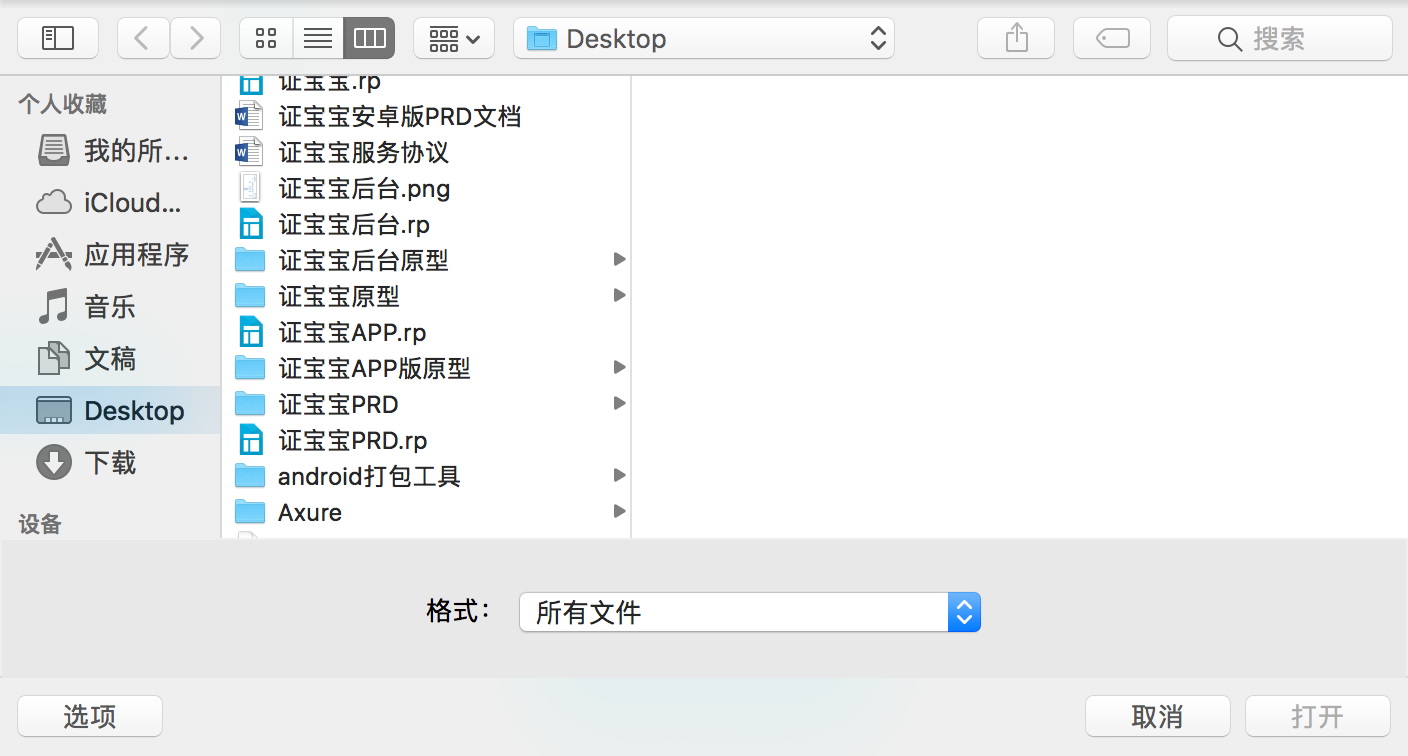 Desktop
搜索
个人收藏
我的所…
iCloud…
应用程序
音乐
文稿
Desktop
下载
设备
证宝宝.rp
证宝宝安卓版PRD文档
证宝宝服务协议
证宝宝后台.png
证宝宝后台.rp
证宝宝后台原型
证宝宝原型
证宝宝APP.rp
证宝宝APP版原型
证宝宝PRD
证宝宝PRD.rp
android打包工具
Axure
格式：
所有文件
选项
取消
打开